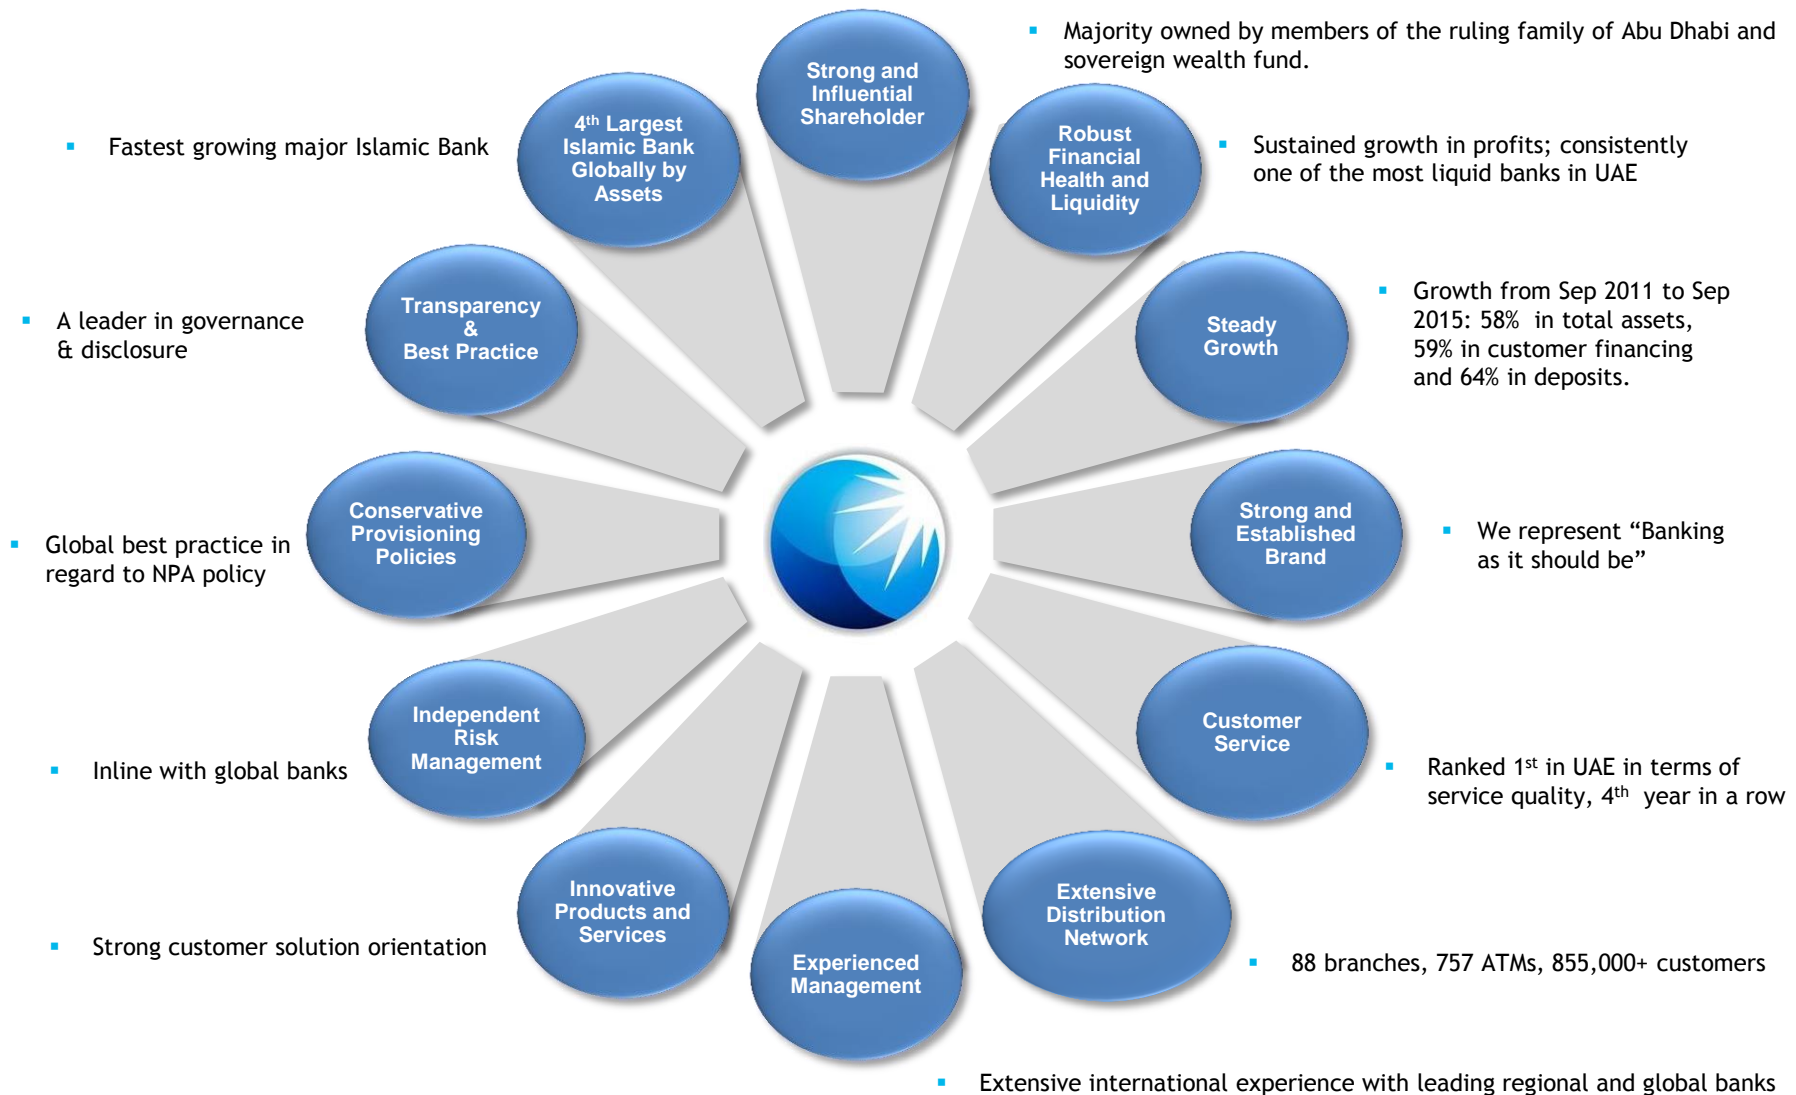 Strong and
Influential
Shareholder
Majority owned by members of the ruling family of Abu Dhabi and
sovereign wealth fund.
Robust
Financial
Health and
Liquidity
Sustained growth in profits; consistently
one of the most liquid banks in UAE
Steady
Growth
Growth from Sep 2011 to Sep
2015: 58% in total assets,
59% in customer financing
and 64% in deposits.
Strong and
Established
Brand
We represent “Banking
as it should be”
Customer
Service
Ranked 1st in UAE in terms of
service quality, 4th year in a row
Extensive
Distribution
Network
88 branches, 757 ATMs, 855,000+ customers
Experienced
Management
Extensive international experience with leading regional and global banks
Innovative
Products and
Services
Strong customer solution orientation
Independent
Risk
Management
Inline with global banks
Conservative
Provisioning
Policies
Global best practice in
regard to NPA policy
Transparency
&
Best Practice
A leader in governance
& disclosure
4th Largest
Islamic Bank
Globally by
Assets
Fastest growing major Islamic Bank